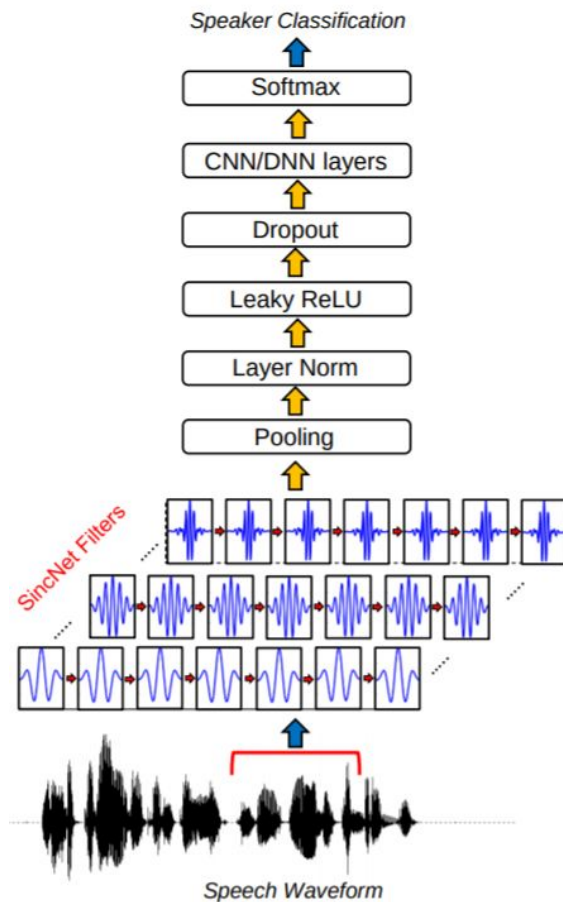 Speaker Classification
Softmax
CNN/DNN layers
Dropout
Leaky ReLU
Layer Norm
Pooling
SincNet Filters
Speech Waveform